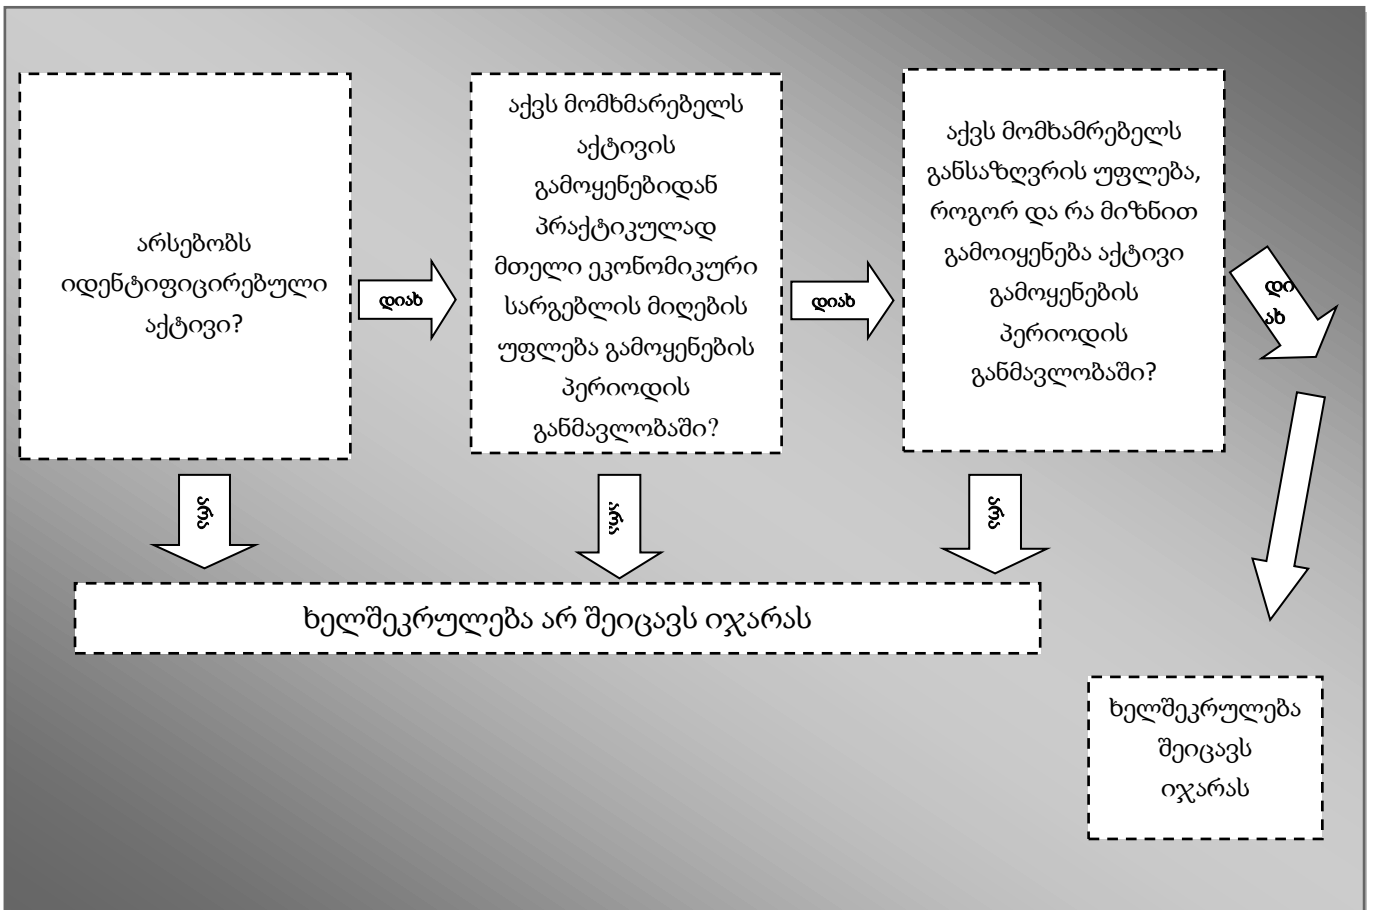 არსებობს
იდენტიფიცირებული
აქტივი?
დიახ
აქვს მომხმარებელს
აქტივის
გამოყენებიდან
პრაქტიკულად
მთელი ეკონომიკური
სარგებლის მიღების
უფლება გამოყენების
პერიოდის
განმავლობაში?
დიახ
აქვს მომხამრებელს
განსაზღვრის უფლება,
როგორ და რა მიზნით
გამოიყენება აქტივი
გამოყენების
პერიოდის
განმავლობაში?
დი
ახ
არა
არა
არა
ხელშეკრულება არ შეიცავს იჯარას
ხელშეკრულება
შეიცავს
იჯარას